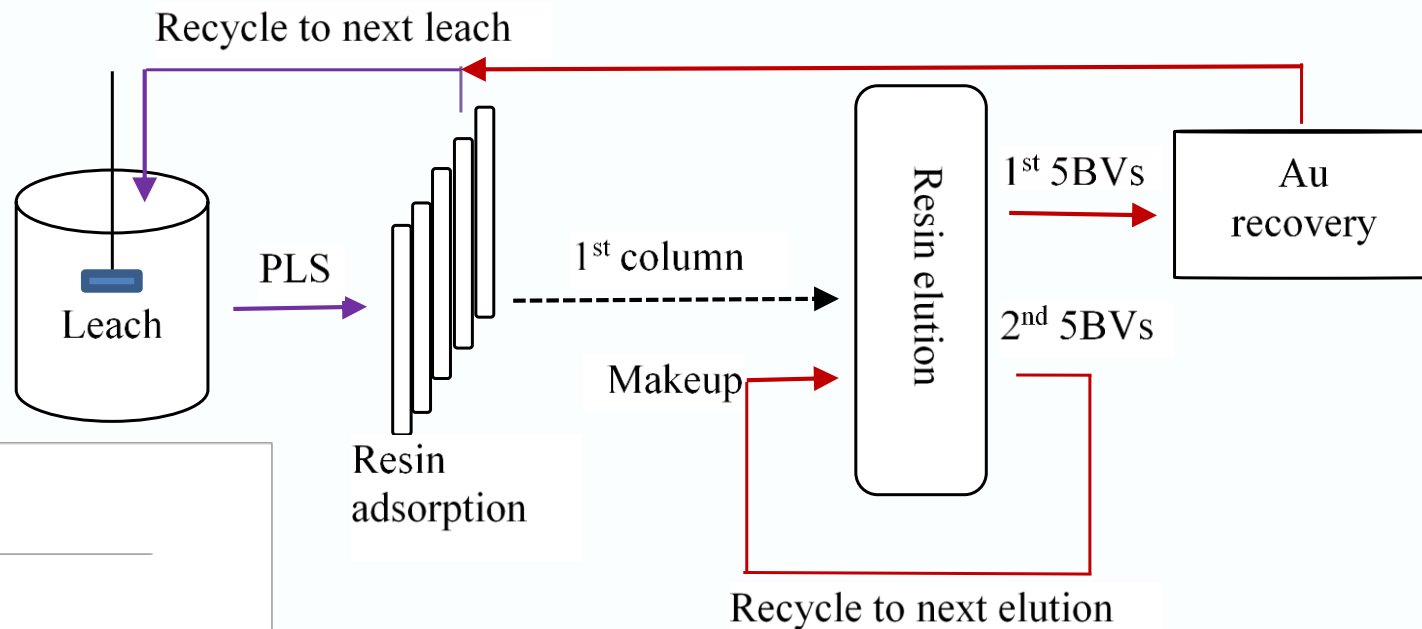 Recycle to next leach
Leach
PLS
Resin
adsorption
1st column
Makeup
Resin elution
1st 5BVs
2nd 5BVs
Au
recovery
Recycle to next elution